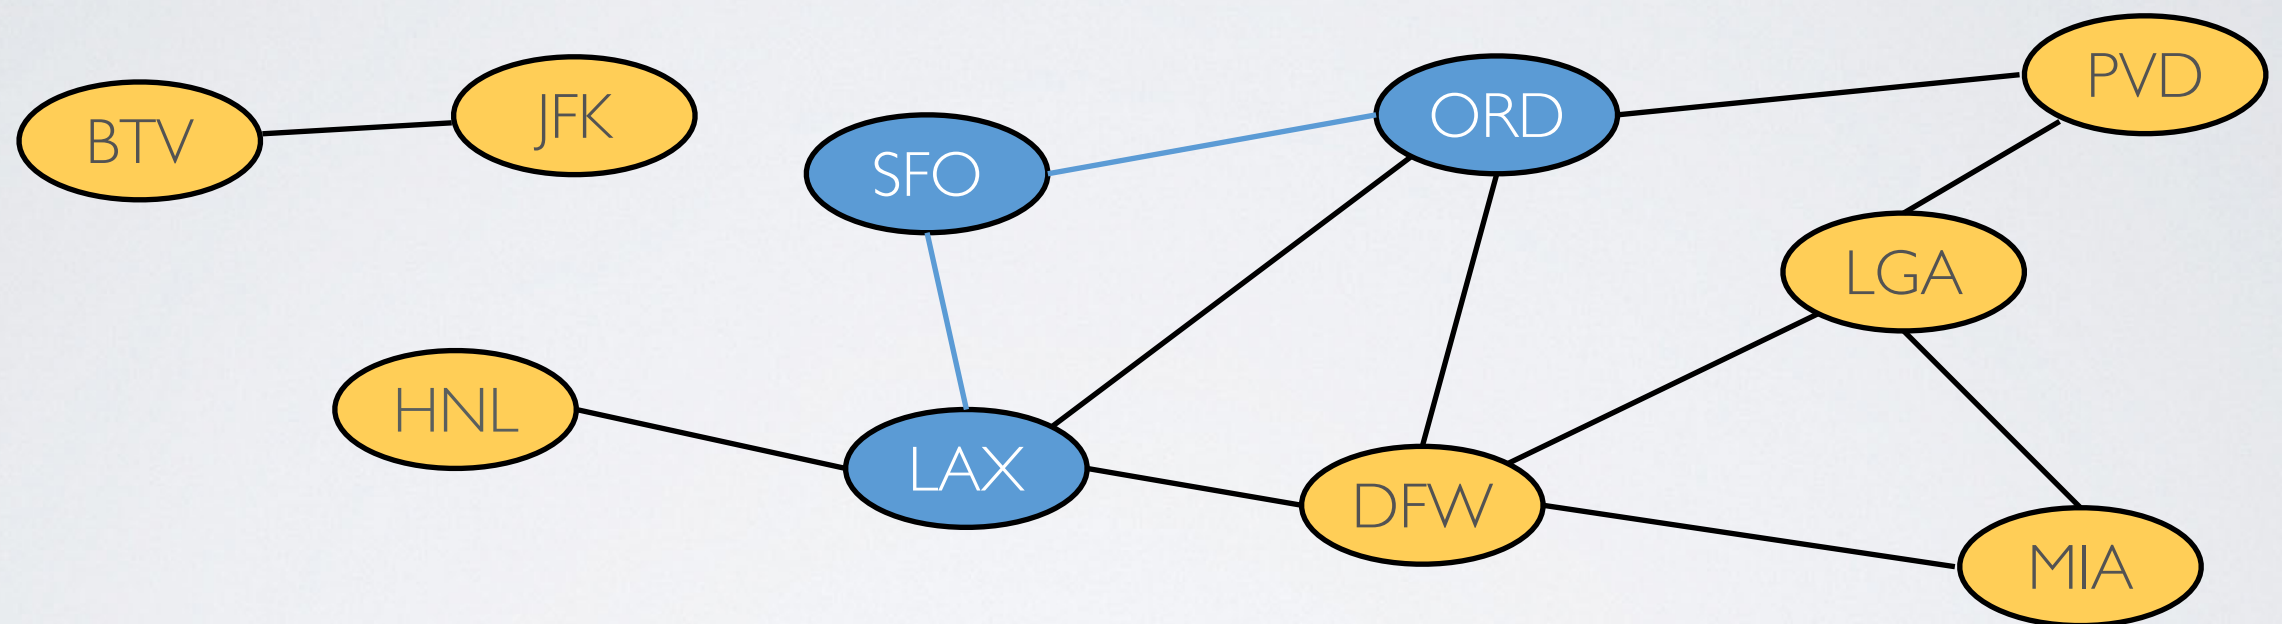 BTV
JFK
SFO
ORD
PVD
LGA
HNL
LAX
DFW
MIA